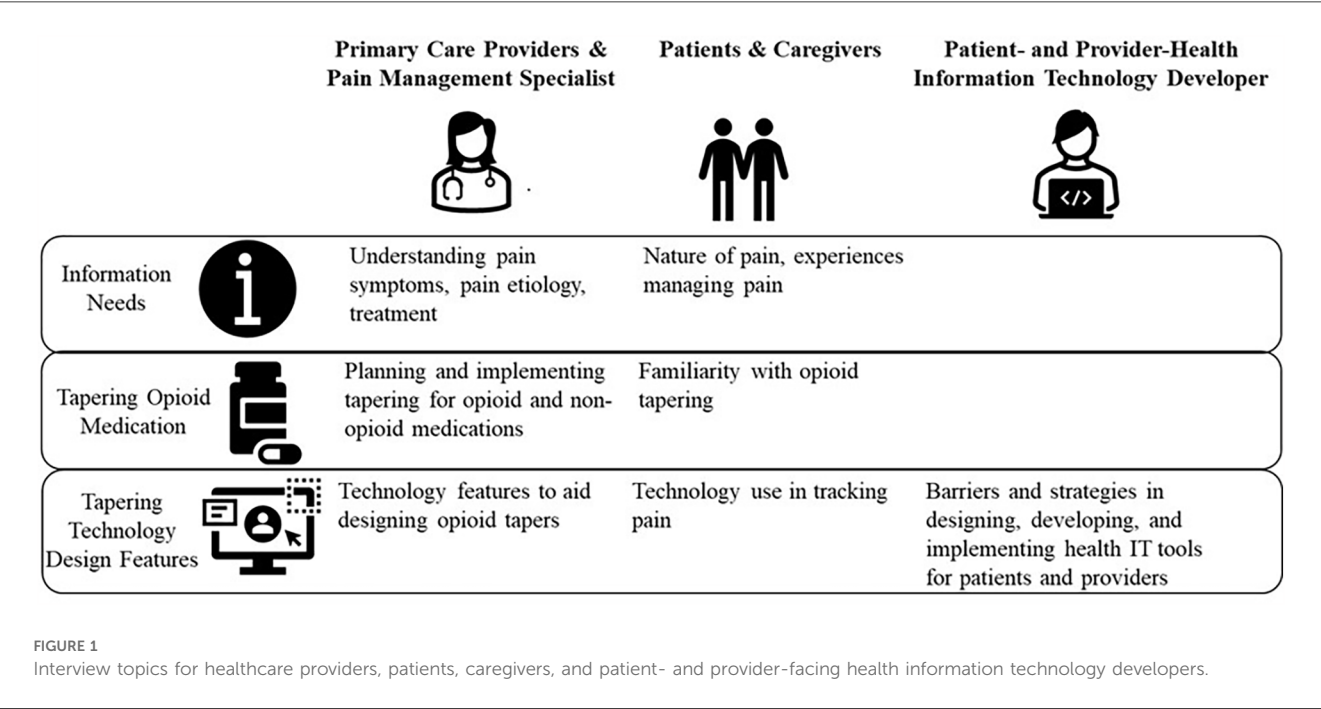 Primary Care Providers &
Pain Management Specialist
Patients & Caregivers
Patient- and Provider-Health
Information Technology Developer
</>
Information
Needs
i
Understanding pain
symptoms, pain etiology,
treatment
Nature of pain, experiences
managing pain
Tapering Opioid
Medication
Planning and implementing
tapering for opioid and non-
opioid medications
Familiarity with opioid
tapering
Tapering
Technology
Design Features
Technology features to aid
designing opioid tapers
Technology use in tracking
pain
Barriers and strategies in
designing, developing, and
implementing health IT tools
for patients and providers
FIGURE 1
Interview topics for healthcare providers, patients, caregivers, and patient- and provider-facing health information technology developers.